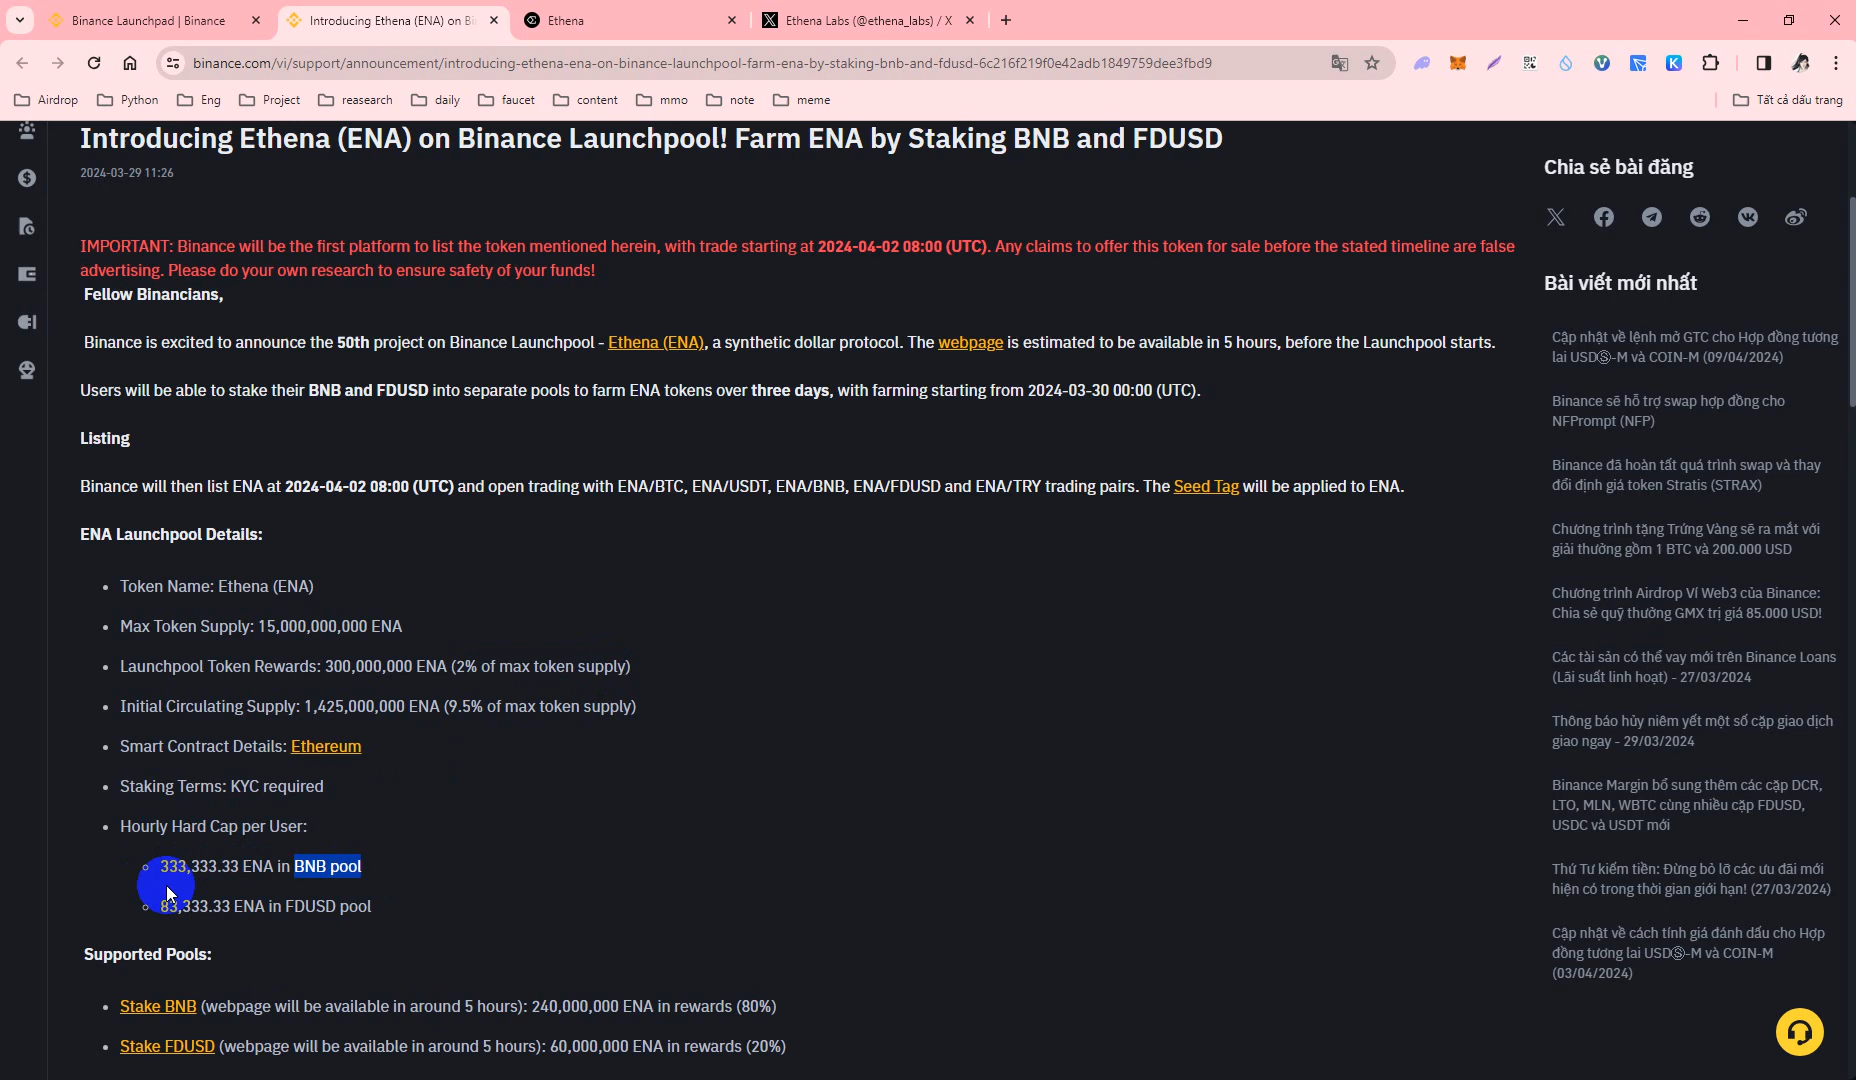 Binance Launchpad | Binance
Introducing Ethena (ENA) on Bi
Ethena
Ethena Labs (@ethena_labs) / X
binance.com/vi/support/announcement/introducing-ethena-ena-on-binance-launchpool-farm-ena-by-staking-bnb-and-fdusd-6c216f219f0e42adb1849759dee3fbd9
Airdrop Python Eng Project reasearch daily faucet content mmo note meme Tất cả dấu trang
Introducing Ethena (ENA) on Binance Launchpool! Farm ENA by Staking BNB and FDUSD
2024-03-29 11:26
IMPORTANT: Binance will be the first platform to list the token mentioned herein, with trade starting at 2024-04-02 08:00 (UTC). Any claims to offer this token for sale before the stated timeline are false
advertising. Please do your own research to ensure safety of your funds!
Fellow Binancians,
Binance is excited to announce the 50th project on Binance Launchpool - Ethena (ENA), a synthetic dollar protocol. The webpage is estimated to be available in 5 hours, before the Launchpool starts.
Users will be able to stake their BNB and FDUSD into separate pools to farm ENA tokens over three days, with farming starting from 2024-03-30 00:00 (UTC).
Listing
Binance will then list ENA at 2024-04-02 08:00 (UTC) and open trading with ENA/BTC, ENA/USDT, ENA/BNB, ENA/FDUSD and ENA/TRY trading pairs. The Seed Tag will be applied to ENA.
ENA Launchpool Details:
Token Name: Ethena (ENA)
Max Token Supply: 15,000,000,000 ENA
Launchpool Token Rewards: 300,000,000 ENA (2% of max token supply)
Initial Circulating Supply: 1,425,000,000 ENA (9.5% of max token supply)
Smart Contract Details: Ethereum
Staking Terms: KYC required
Hourly Hard Cap per User:
333,333.33 ENA in BNB pool
83,333.33 ENA in FDUSD pool
Supported Pools:
Stake BNB (webpage will be available in around 5 hours): 240,000,000 ENA in rewards (80%)
Stake FDUSD (webpage will be available in around 5 hours): 60,000,000 ENA in rewards (20%)
Chia sẻ bài đăng
Bài viết mới nhất
Cập nhật về lệnh mở GTC cho Hợp đồng tương
lai USDⓈ-M và COIN-M (09/04/2024)
Binance sẽ hỗ trợ swap hợp đồng cho
NFPrompt (NFP)
Binance đã hoàn tất quá trình swap và thay
đổi định giá token Stratis (STRAX)
Chương trình tặng Trứng Vàng sẽ ra mắt với
giải thưởng gồm 1 BTC và 200.000 USD
Chương trình Airdrop Ví Web3 của Binance:
Chia sẻ quỹ thưởng GMX trị giá 85.000 USD!
Các tài sản có thể vay mới trên Binance Loans
(Lãi suất linh hoạt) - 27/03/2024
Thông báo hủy niêm yết một số cặp giao dịch
giao ngay - 29/03/2024
Binance Margin bổ sung thêm các cặp DCR,
LTO, MLN, WBTC cùng nhiều cặp FDUSD,
USDC và USDT mới
Thứ Tư kiếm tiền: Đừng bỏ lỡ các ưu đãi mới
hiện có trong thời gian giới hạn! (27/03/2024)
Cập nhật về cách tính giá đánh dấu cho Hợp
đồng tương lai USDⓈ-M và COIN-M
(03/04/2024)